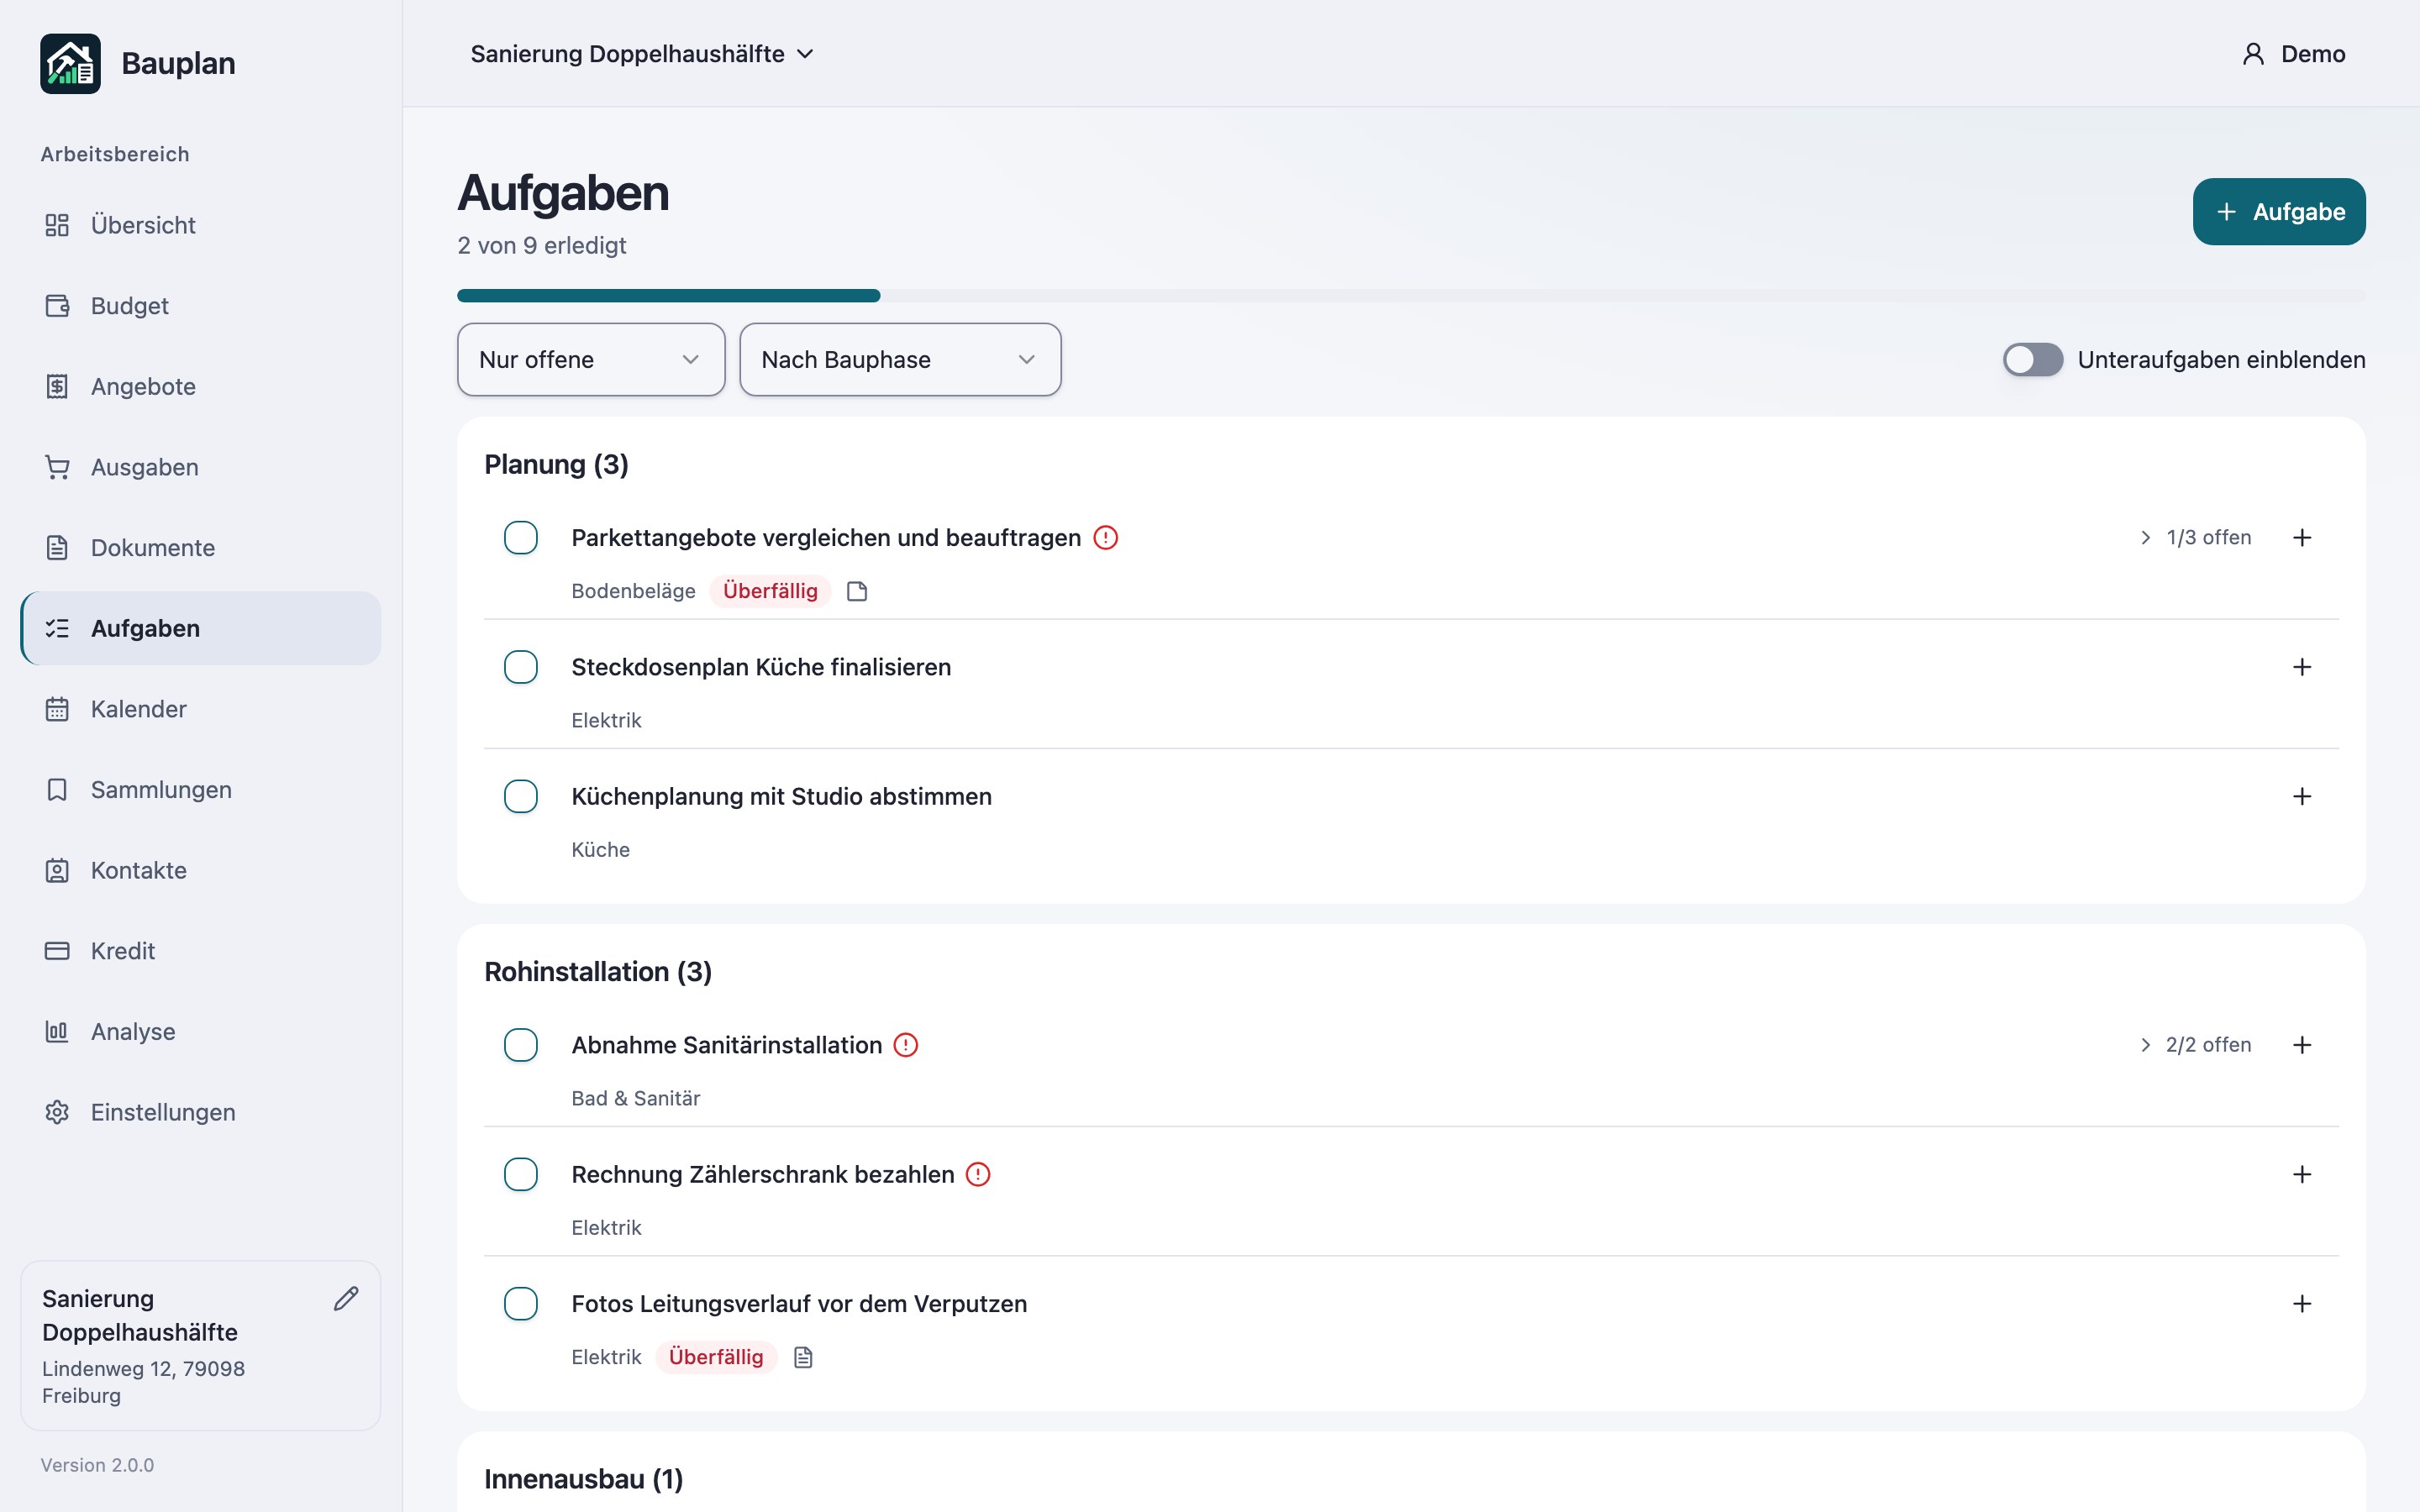 Bauplan
Arbeitsbereich
Übersicht
Budget
Angebote
Ausgaben
Dokumente
Aufgaben
Kalender
Sammlungen
Kontakte
Kredit
Analyse
Einstellungen
Sanierung
Doppelhaushälfte
Lindenweg 12, 79098
Freiburg
Version 2.0.0
Sanierung Doppelhaushälfte
Demo
Aufgaben
2 von 9 erledigt
+ Aufgabe
Nur offene
Nach Bauphase
Unteraufgaben einblenden
Planung (3)
Parkettangebote vergleichen und beauftragen
1/3 offen
Bodenbeläge Überfällig
Steckdosenplan Küche finalisieren
Elektrik
Küchenplanung mit Studio abstimmen
Küche
Rohinstallation (3)
Abnahme Sanitärinstallation
2/2 offen
Bad & Sanitär
Rechnung Zählerschrank bezahlen
Elektrik
Fotos Leitungsverlauf vor dem Verputzen
Elektrik Überfällig
Innenausbau (1)